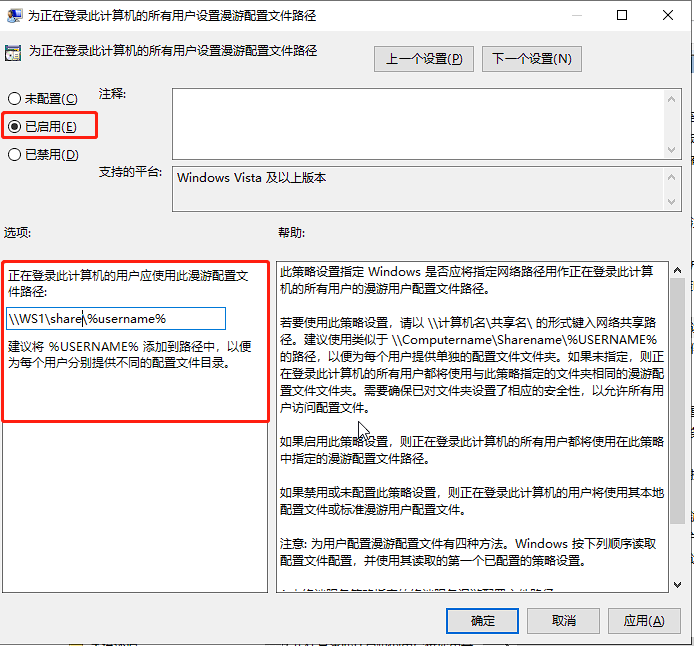 为正在登录此计算机的所有用户设置漫游配置文件路径
为正在登录此计算机的所有用户设置漫游配置文件路径
上一个设置(P)
下一个设置(N)
未配置(C)
注释:
已启用(E)
已禁用(D)
支持的平台:
Windows Vista 及以上版本
选项:
帮助:
正在登录此计算机的用户应使用此漫游配置文
件路径:
\\WS1\share\%username%
建议将 %USERNAME% 添加到路径中，以便
为每个用户分别提供不同的配置文件目录。
此策略设置指定 Windows 是否应将指定网络路径用作正在登录此计算
机的所有用户的漫游用户配置文件路径。
若要使用此策略设置，请以 \\计算机名\共享名\ 的形式键入网络共享路
径。建议使用类似于 \\Computername\Sharename\%USERNAME%
的路径，以便为每个用户提供单独的配置文件文件夹。如果未指定，则正
在登录此计算机的所有用户都将使用与此策略指定的文件夹相同的漫游配
置文件文件夹。需要确保已对文件夹设置了相应的安全性，以允许所有用
户访问配置文件。
如果启用此策略设置，则正在登录此计算机的所有用户都将使用在此策略
中指定的漫游配置文件路径。
如果禁用或未配置此策略设置，则正在登录此计算机的用户将使用其本地
配置文件或标准漫游用户配置文件。
注意: 为用户配置漫游配置文件有四种方法。Windows 按下列顺序读取
配置文件配置，并使用其读取的第一个已配置的策略设置。
确定
取消
应用(A)